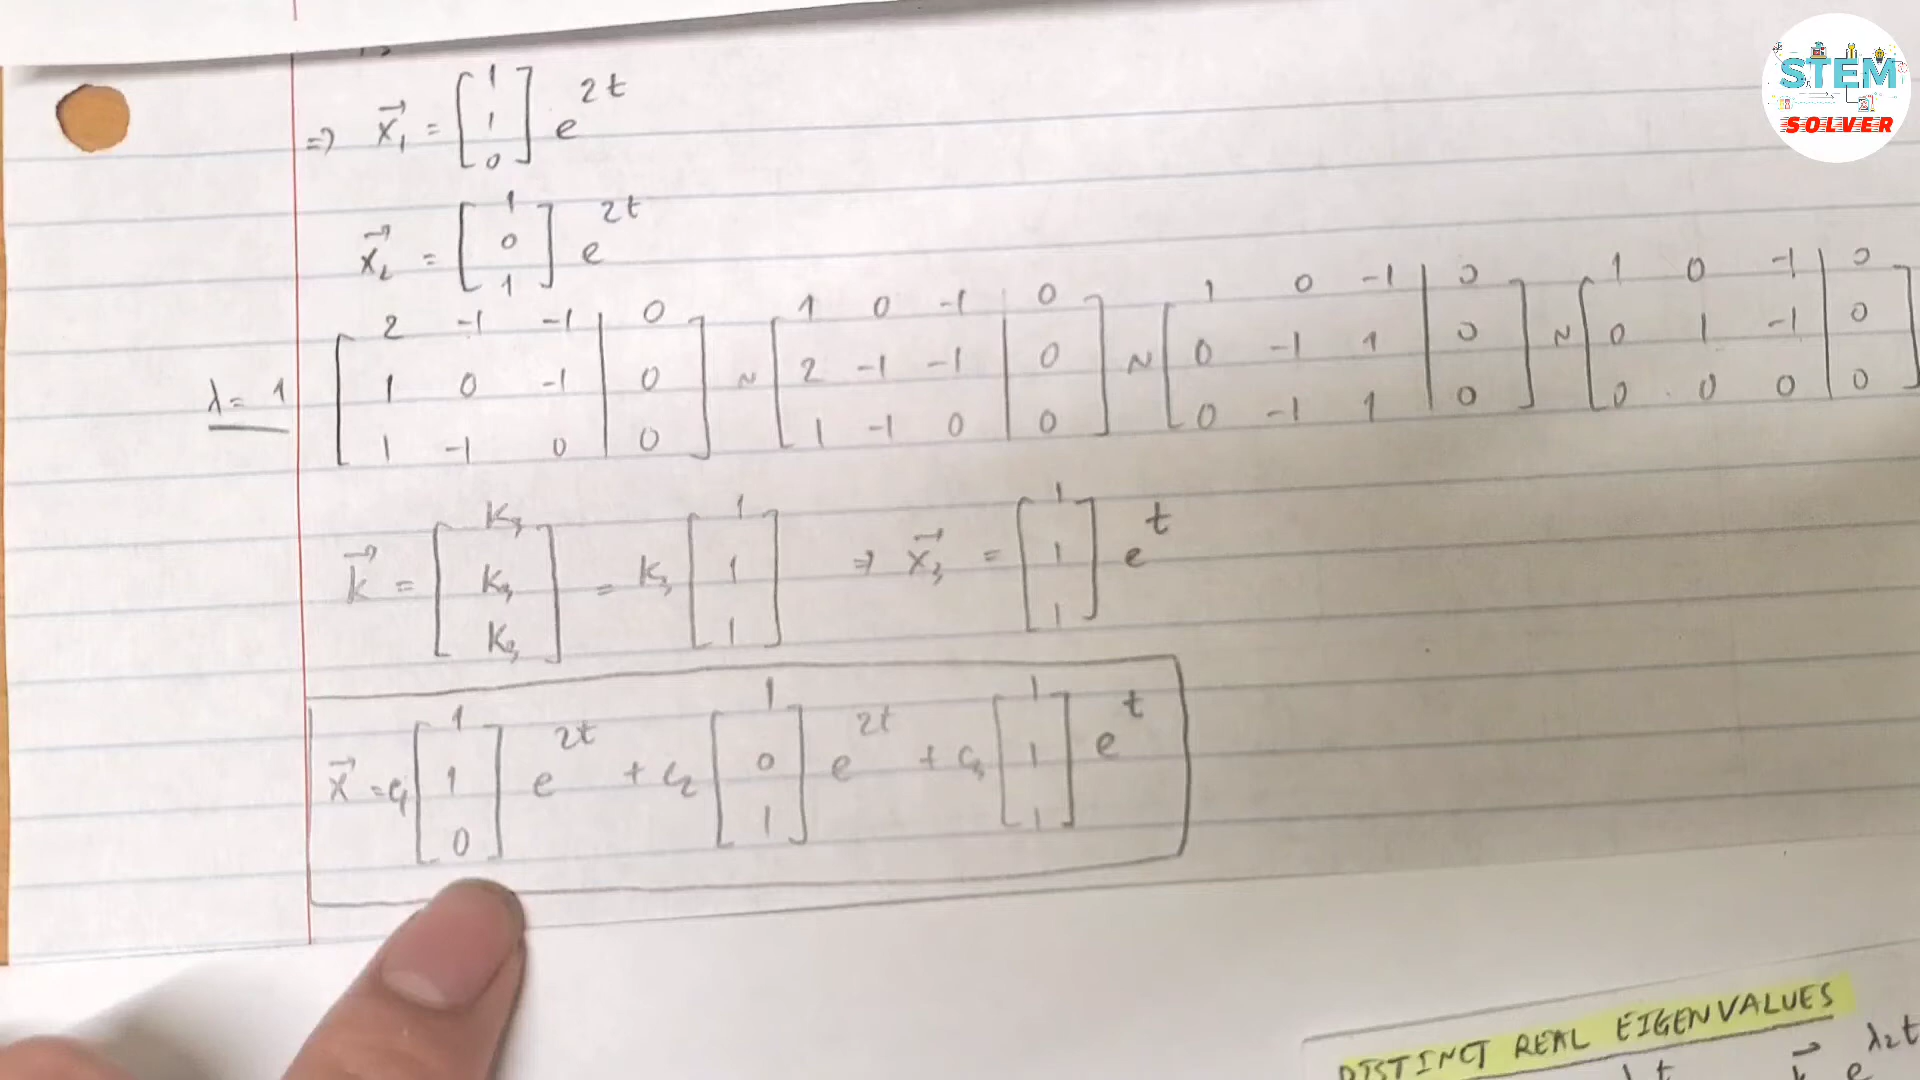 STEM
SOLVER
⇒ x⃗₁ = [1 1 0] e^2t
x⃗₂ = [1 0 1] e^2t
λ = 1
[2 -1 -1 | 0
1 0 -1 | 0
1 -1 0 | 0]
~ [1 0 -1 | 0
2 -1 -1 | 0
1 -1 0 | 0]
~ [1 0 -1 | 0
0 -1 1 | 0
0 -1 1 | 0]
~ [1 0 -1 | 0
0 1 -1 | 0
0 0 0 | 0]
k⃗ = [k₃ k₃ k₃] = k₃ [1 1 1] ⇒ x⃗₃ = [1 1 1] e^t
x⃗ = c₁ [1 1 0] e^2t + c₂ [1 0 1] e^2t + c₃ [1 1 1] e^t
DISTINCT REAL EIGENVALUES
e^λ₂t